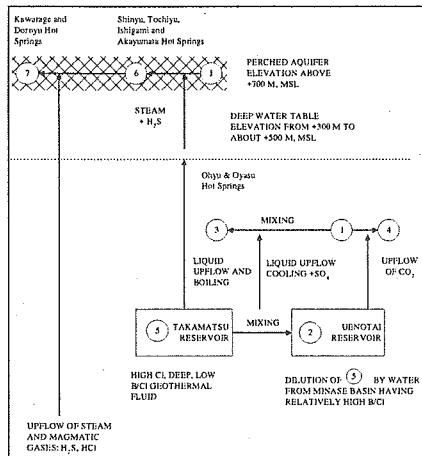 Kawarage and
Doroyu Hot
Springs
Shinyu, Tochiyu,
Ishigami and
Akayumata Hot Springs
7
6
1
PERCHED AQUIFER
ELEVATION ABOVE
+700 M, MSL
STEAM
+ H₂S
DEEP WATER TABLE
ELEVATION FROM +300 M TO
ABOUT +500 M, MSL
Ohyu & Oyasu
Hot Springs
3
MIXING
1
4
LIQUID
UPFLOW AND
BOILING
LIQUID UPFLOW
COOLING +SO₄
UPFLOW
OF CO₂
5
TAKAMATSU
RESERVOIR
MIXING
2
UENOTAI
RESERVOIR
HIGH Cl, DEEP, LOW
B/Cl GEOTHERMAL
FLUID
DILUTION OF 5 BY WATER
FROM MINASE BASIN HAVING
RELATIVELY HIGH B/Cl
UPFLOW OF STEAM
AND MAGMATIC
GASES: H₂S, HCl